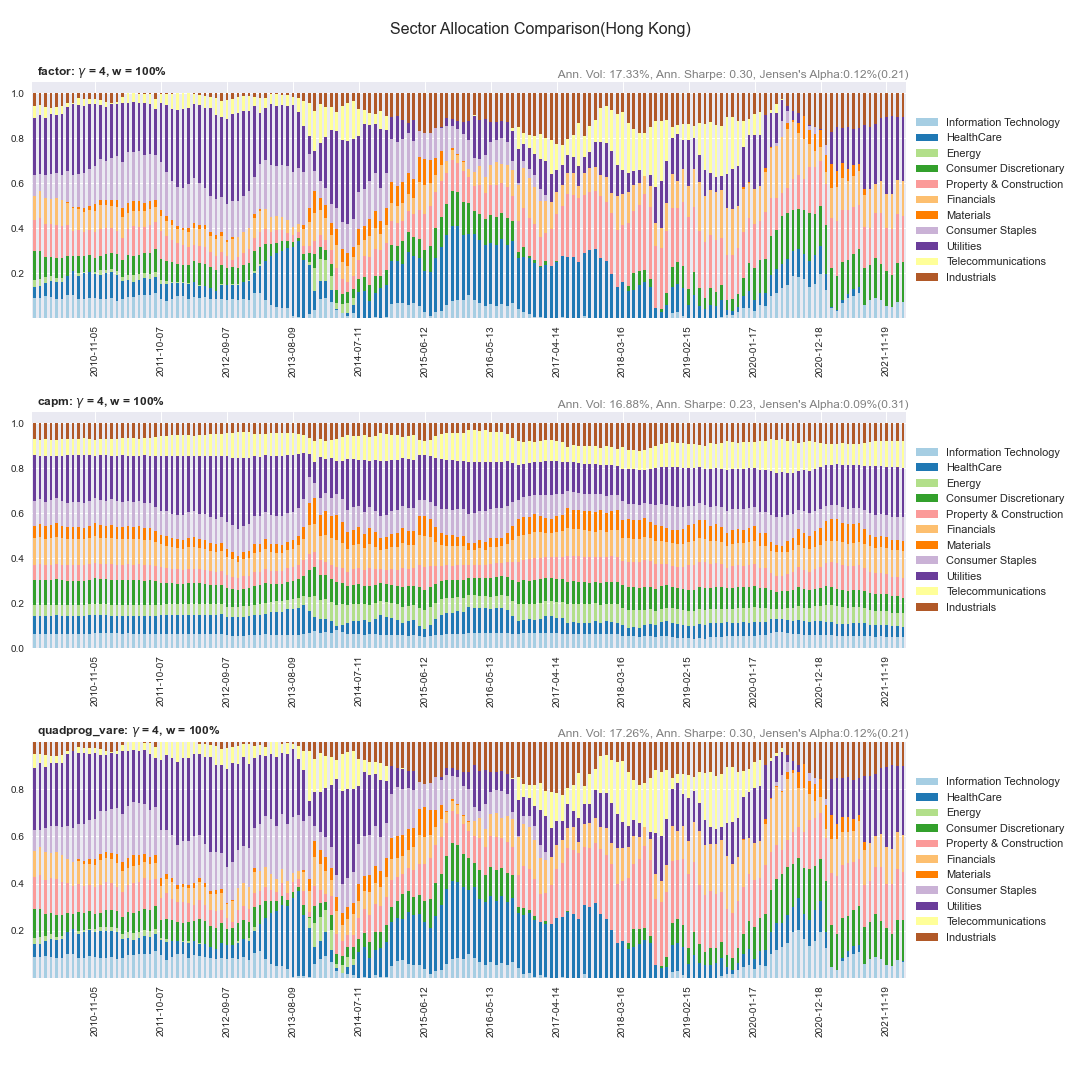 Sector Allocation Comparison(Hong Kong)
factor: γ = 4, w = 100%
Ann. Vol: 17.33%, Ann. Sharpe: 0.30, Jensen's Alpha:0.12%(0.21)
1.0
0.8
0.6
0.4
0.2
2010-11-05
2011-10-07
2012-09-07
2013-08-09
2014-07-11
2015-06-12
2016-05-13
2017-04-14
2018-03-16
2019-02-15
2020-01-17
2020-12-18
2021-11-19
Information Technology
HealthCare
Energy
Consumer Discretionary
Property & Construction
Financials
Materials
Consumer Staples
Utilities
Telecommunications
Industrials
capm: γ = 4, w = 100%
Ann. Vol: 16.88%, Ann. Sharpe: 0.23, Jensen's Alpha:0.09%(0.31)
1.0
0.8
0.6
0.4
0.2
0.0
2010-11-05
2011-10-07
2012-09-07
2013-08-09
2014-07-11
2015-06-12
2016-05-13
2017-04-14
2018-03-16
2019-02-15
2020-01-17
2020-12-18
2021-11-19
Information Technology
HealthCare
Energy
Consumer Discretionary
Property & Construction
Financials
Materials
Consumer Staples
Utilities
Telecommunications
Industrials
quadprog_vare: γ = 4, w = 100%
Ann. Vol: 17.26%, Ann. Sharpe: 0.30, Jensen's Alpha:0.12%(0.21)
0.8
0.6
0.4
0.2
2010-11-05
2011-10-07
2012-09-07
2013-08-09
2014-07-11
2015-06-12
2016-05-13
2017-04-14
2018-03-16
2019-02-15
2020-01-17
2020-12-18
2021-11-19
Information Technology
HealthCare
Energy
Consumer Discretionary
Property & Construction
Financials
Materials
Consumer Staples
Utilities
Telecommunications
Industrials